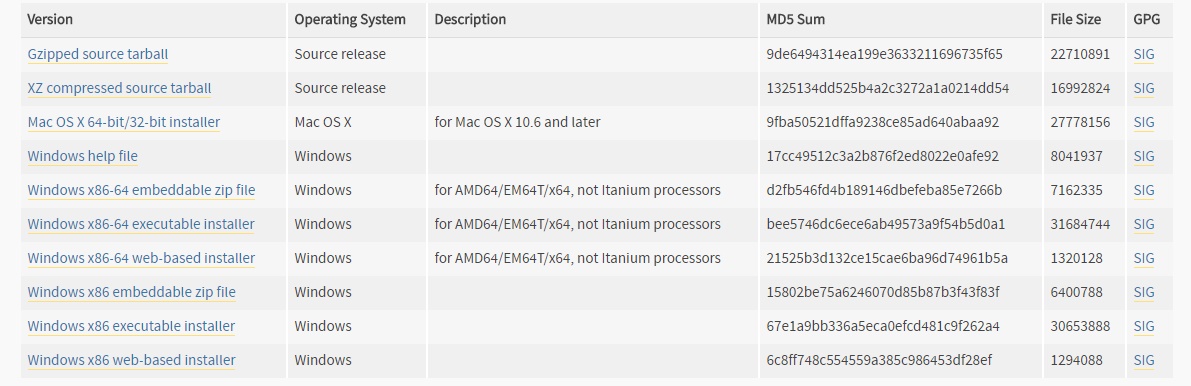 Version Operating System Description MD5 Sum File Size GPG
Gzipped source tarball Source release 9de6494314ea199e3633211696735f65 22710891 SIG
XZ compressed source tarball Source release 1325134dd525b4a2c3272a1a0214dd54 16992824 SIG
Mac OS X 64-bit/32-bit installer Mac OS X for Mac OS X 10.6 and later 9fba50521dffa9238ce85ad640abaa92 27778156 SIG
Windows help file Windows 17cc49512c3a2b876f2ed8022e0afe92 8041937 SIG
Windows x86-64 embeddable zip file Windows for AMD64/EM64T/x64, not Itanium processors d2fb546fd4b189146dbefeba85e7266b 7162335 SIG
Windows x86-64 executable installer Windows for AMD64/EM64T/x64, not Itanium processors bee5746dc6ece6ab49573a9f54b5d0a1 31684744 SIG
Windows x86-64 web-based installer Windows for AMD64/EM64T/x64, not Itanium processors 21525b3d132ce15cae6ba96d74961b5a 1320128 SIG
Windows x86 embeddable zip file Windows 15802be75a6246070d85b87b3f43f83f 6400788 SIG
Windows x86 executable installer Windows 67e1a9bb336a5eca0efcd481c9f262a4 30653888 SIG
Windows x86 web-based installer Windows 6c8ff748c554559a385c986453df28ef 1294088 SIG